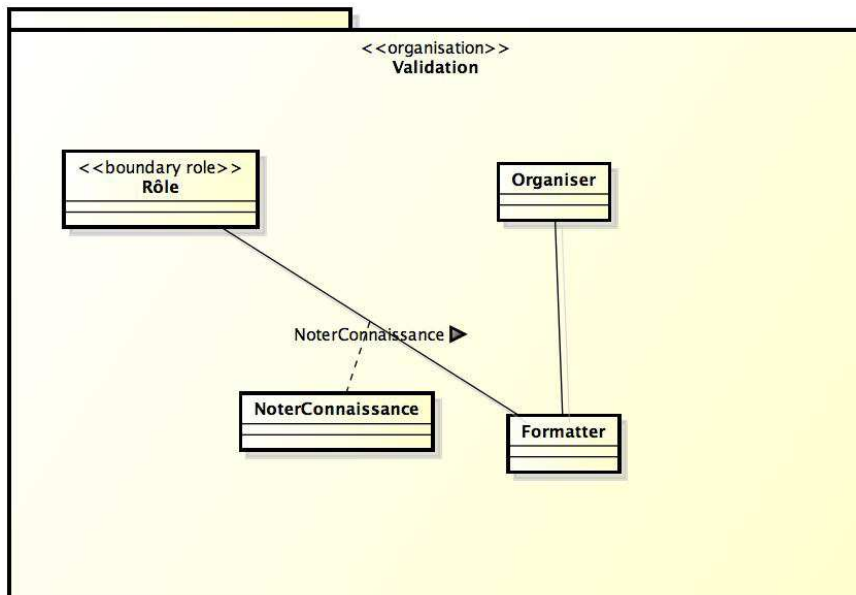 <<organisation>>
Validation
<<boundary role>>
Rôle
Organiser
NoterConnaissance
NoterConnaissance
Formatter